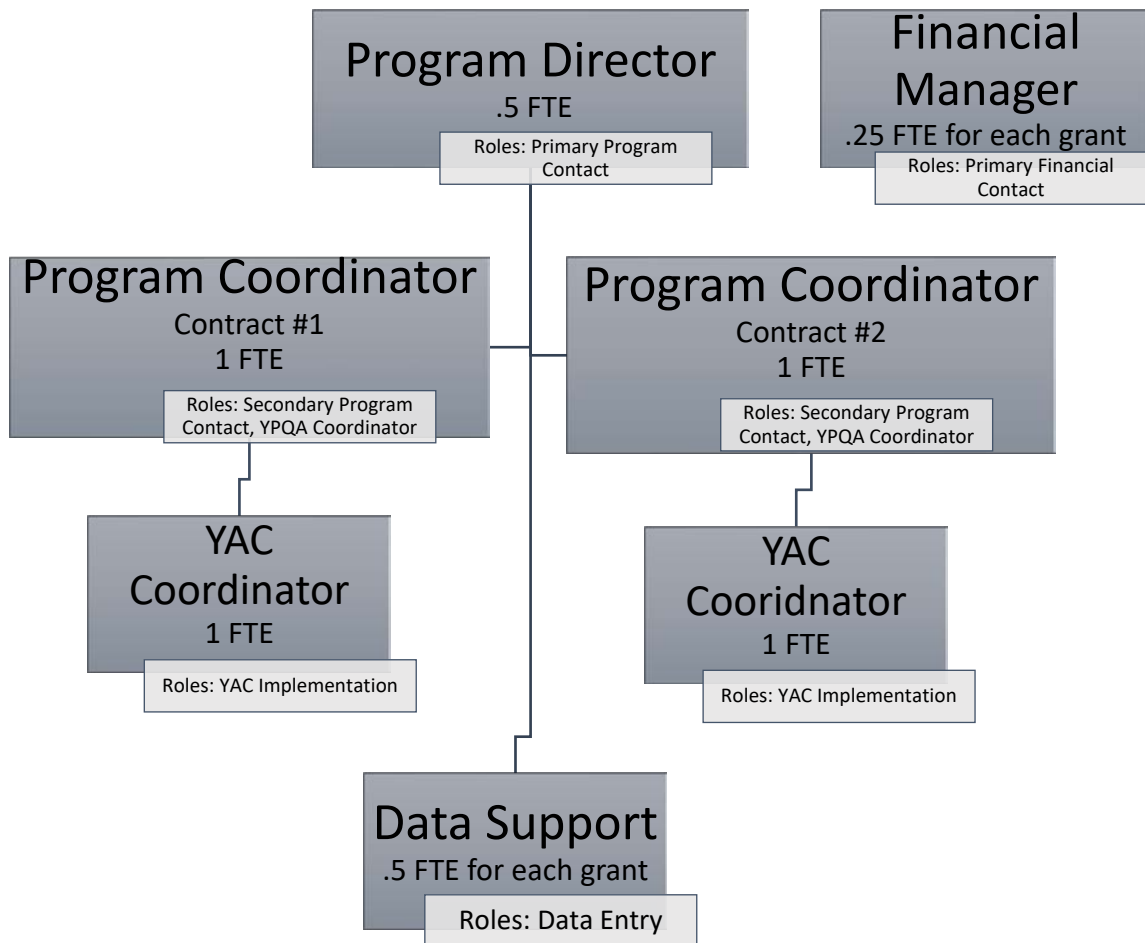 Program Director
.5 FTE
Roles: Primary Program
Contact
Financial
Manager
.25 FTE for each grant
Roles: Primary Financial
Contact
Program Coordinator
Contract #1
1 FTE
Roles: Secondary Program
Contact, YPQA Coordinator
Program Coordinator
Contract #2
1 FTE
Roles: Secondary Program
Contact, YPQA Coordinator
YAC
Coordinator
1 FTE
Roles: YAC Implementation
YAC
Cooridnator
1 FTE
Roles: YAC Implementation
Data Support
.5 FTE for each grant
Roles: Data Entry